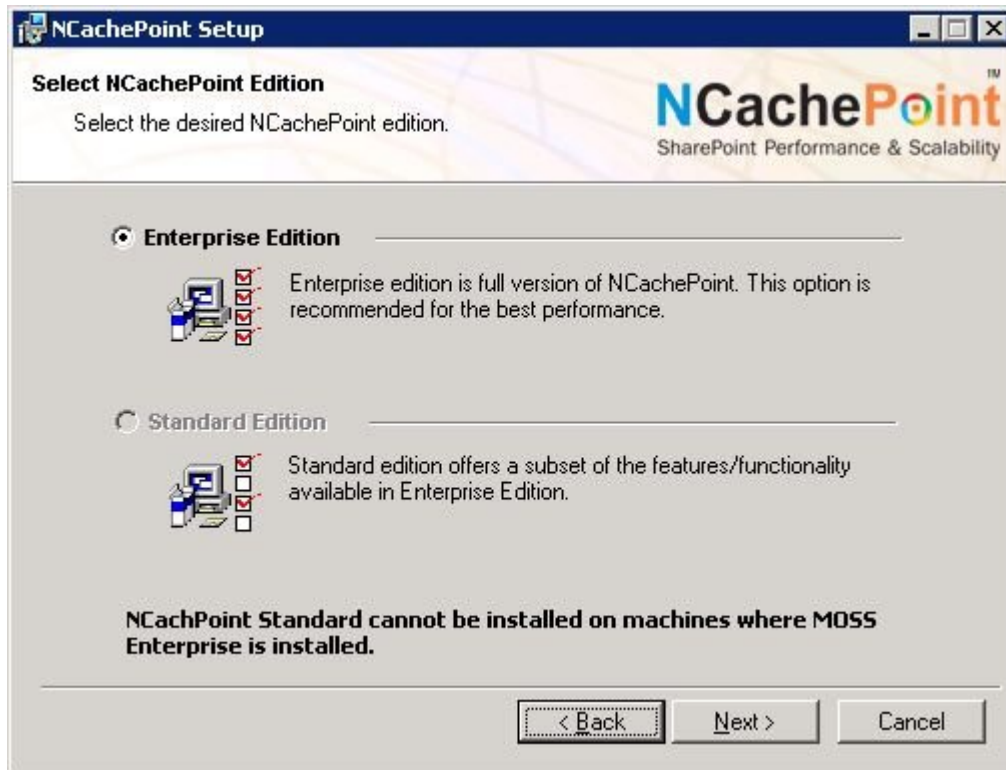 NCachePoint Setup
Select NCachePoint Edition
Select the desired NCachePoint edition.
NCachePoint™
SharePoint Performance & Scalability
Enterprise Edition
Enterprise edition is full version of NCachePoint. This option is
recommended for the best performance.
Standard Edition
Standard edition offers a subset of the features/functionality
available in Enterprise Edition.
NCachPoint Standard cannot be installed on machines where MOSS
Enterprise is installed.
< Back
Next >
Cancel